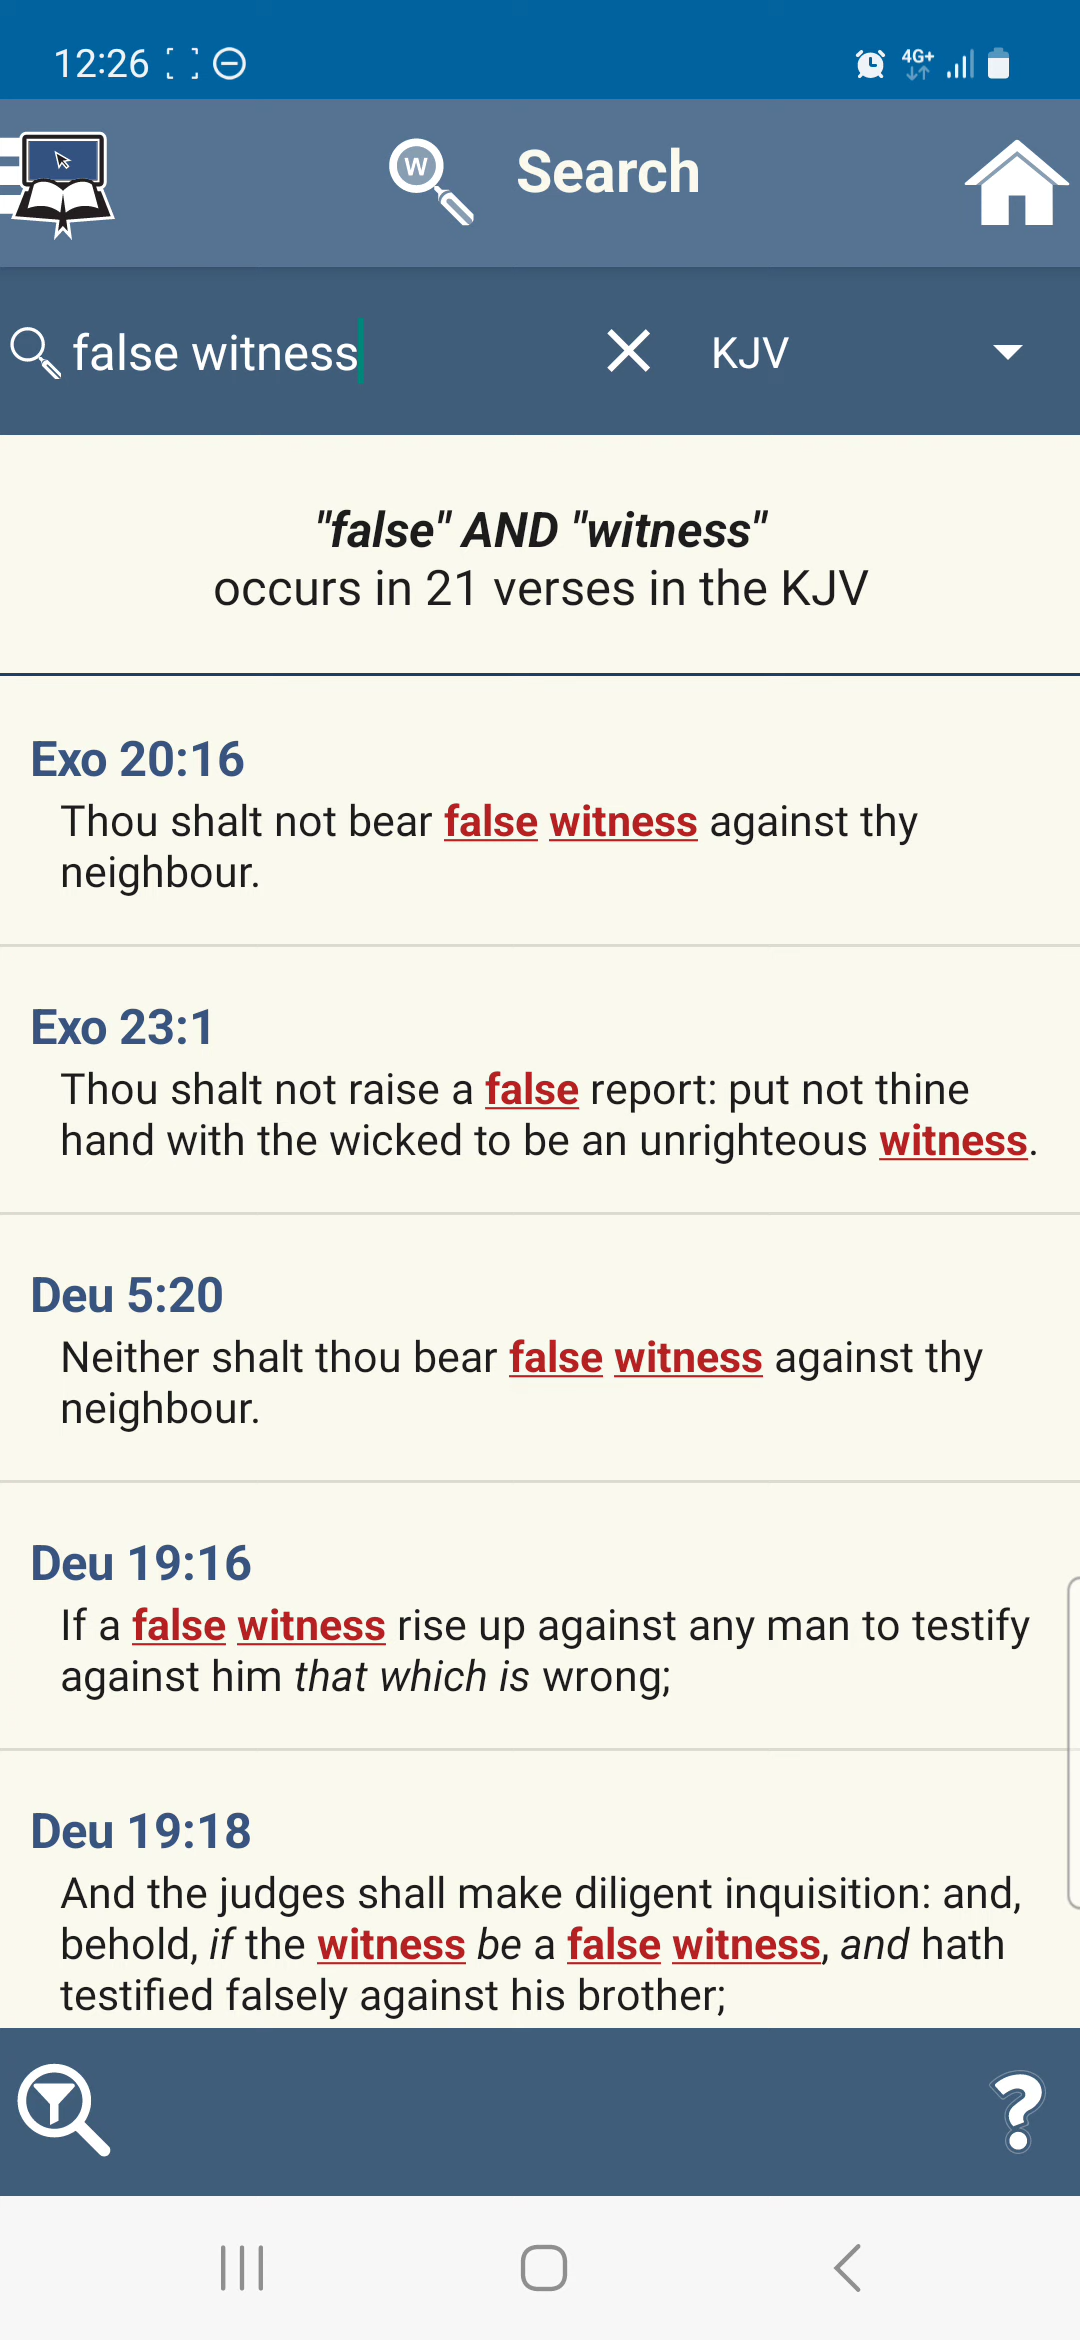 12:26
4G+
W
Search
false witness
KJV
"false" AND "witness"
occurs in 21 verses in the KJV
Exo 20:16
Thou shalt not bear false witness against thy
neighbour.
Exo 23:1
Thou shalt not raise a false report: put not thine
hand with the wicked to be an unrighteous witness.
Deu 5:20
Neither shalt thou bear false witness against thy
neighbour.
Deu 19:16
If a false witness rise up against any man to testify
against him that which is wrong;
Deu 19:18
And the judges shall make diligent inquisition: and,
behold, if the witness be a false witness, and hath
testified falsely against his brother;
?